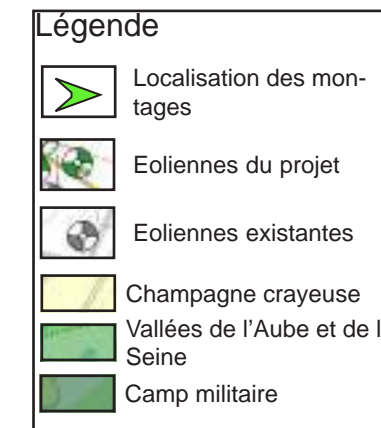 Légende
Localisation des mon-
tages
Eoliennes du projet
Eoliennes existantes
Champagne crayeuse
Vallées de l'Aube et de l
Seine
Camp militaire